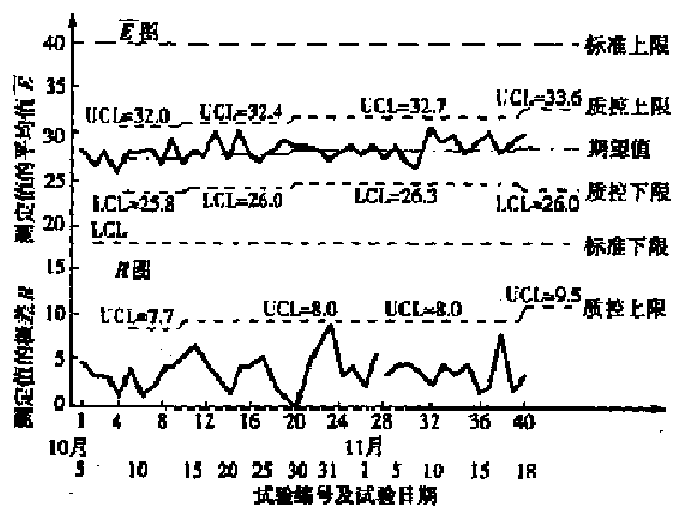 E图
40
标准上限
35
UCL=32.0
UCL=32.4
UCL=32.7
UCL=33.6
质控上限
30
期望值
25
LCL=25.8
LCL=26.0
LCL=26.3
LCL=26.0
质控下限
20
LCL
标准下限
15
R图
UCL=7.7
UCL=8.0
UCL=8.0
UCL=9.5
质控上限
10
5
0
测定值的平均值 E
测定值的极差 R
1 4 8 12 16 20 24 28 32 36 40
10月 11月
5 10 15 20 25 30 31 1 5 10 15 18
试验编号及试验日期